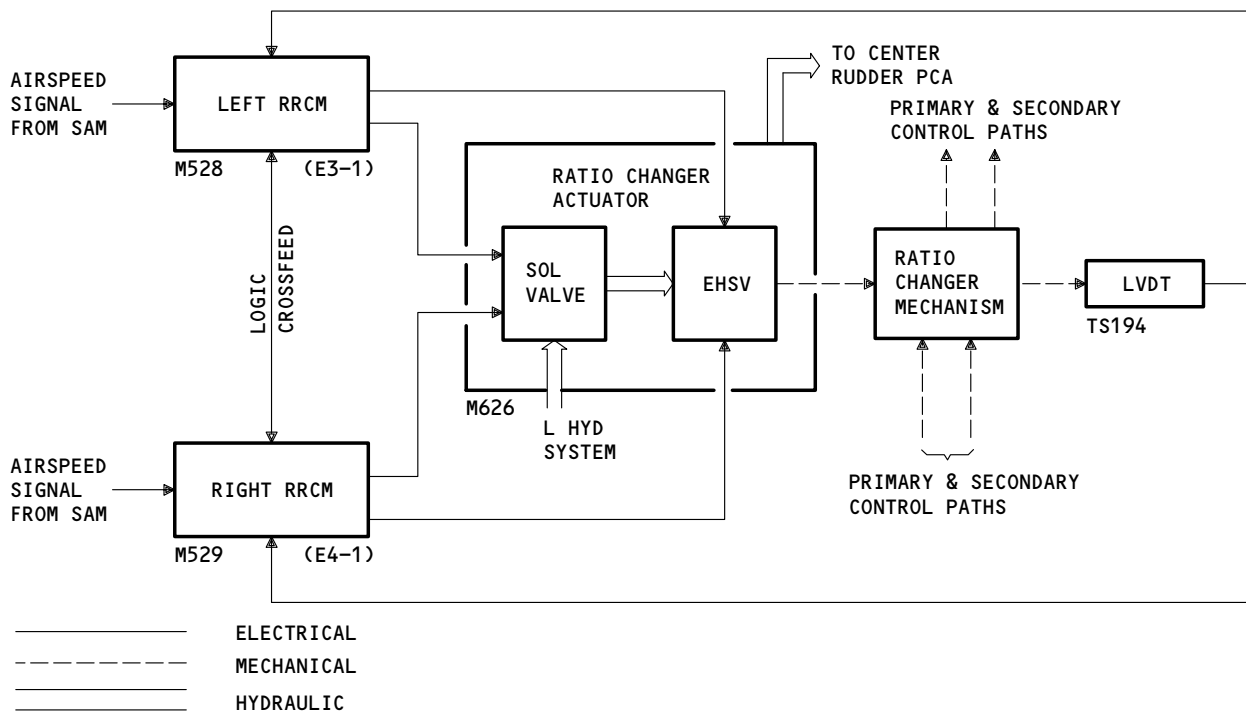 AIRSPEED
SIGNAL
FROM SAM
LEFT RRCM
M528
(E3-1)
TO CENTER
RUDDER PCA
PRIMARY & SECONDARY
CONTROL PATHS
RATIO CHANGER
ACTUATOR
SOL
VALVE
EHSV
RATIO
CHANGER
MECHANISM
LVDT
TS194
LOGIC
CROSSFEED
M626
L HYD
SYSTEM
AIRSPEED
SIGNAL
FROM SAM
RIGHT RRCM
M529
(E4-1)
PRIMARY & SECONDARY
CONTROL PATHS
ELECTRICAL
MECHANICAL
HYDRAULIC